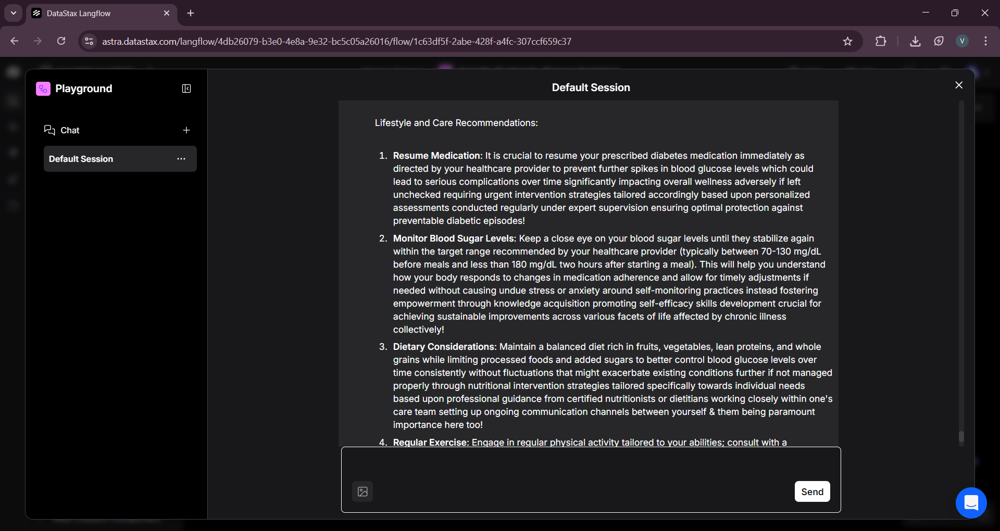 DataStax Langflow
astra.datastax.com/langflow/4db26079-b3e0-4e8a-9e32-bc5c05a26016/flow/1c63df5f-2abe-428f-a4fc-307ccf659c37
V
Playground
Chat
Default Session
Default Session
Lifestyle and Care Recommendations:
1. Resume Medication: It is crucial to resume your prescribed diabetes medication immediately as
directed by your healthcare provider to prevent further spikes in blood glucose levels which could
lead to serious complications over time significantly impacting overall wellness adversely if left
unchecked requiring urgent intervention strategies tailored accordingly based upon personalized
assessments conducted regularly under expert supervision ensuring optimal protection against
preventable diabetic episodes!
2. Monitor Blood Sugar Levels: Keep a close eye on your blood sugar levels until they stabilize again
within the target range recommended by your healthcare provider (typically between 70-130 mg/dL
before meals and less than 180 mg/dL two hours after starting a meal). This will help you understand
how your body responds to changes in medication adherence and allow for timely adjustments if
needed without causing undue stress or anxiety around self-monitoring practices instead fostering
empowerment through knowledge acquisition promoting self-efficacy skills development crucial for
achieving sustainable improvements across various facets of life affected by chronic illness
collectively!
3. Dietary Considerations: Maintain a balanced diet rich in fruits, vegetables, lean proteins, and whole
grains while limiting processed foods and added sugars to better control blood glucose levels over
time consistently without fluctuations that might exacerbate existing conditions further if not managed
properly through nutritional intervention strategies tailored specifically towards individual needs
based upon professional guidance from certified nutritionists or dietitians working closely within one's
care team setting up ongoing communication channels between yourself & them being paramount
importance here too!
4. Regular Exercise: Engage in regular physical activity tailored to your abilities; consult with a
Send